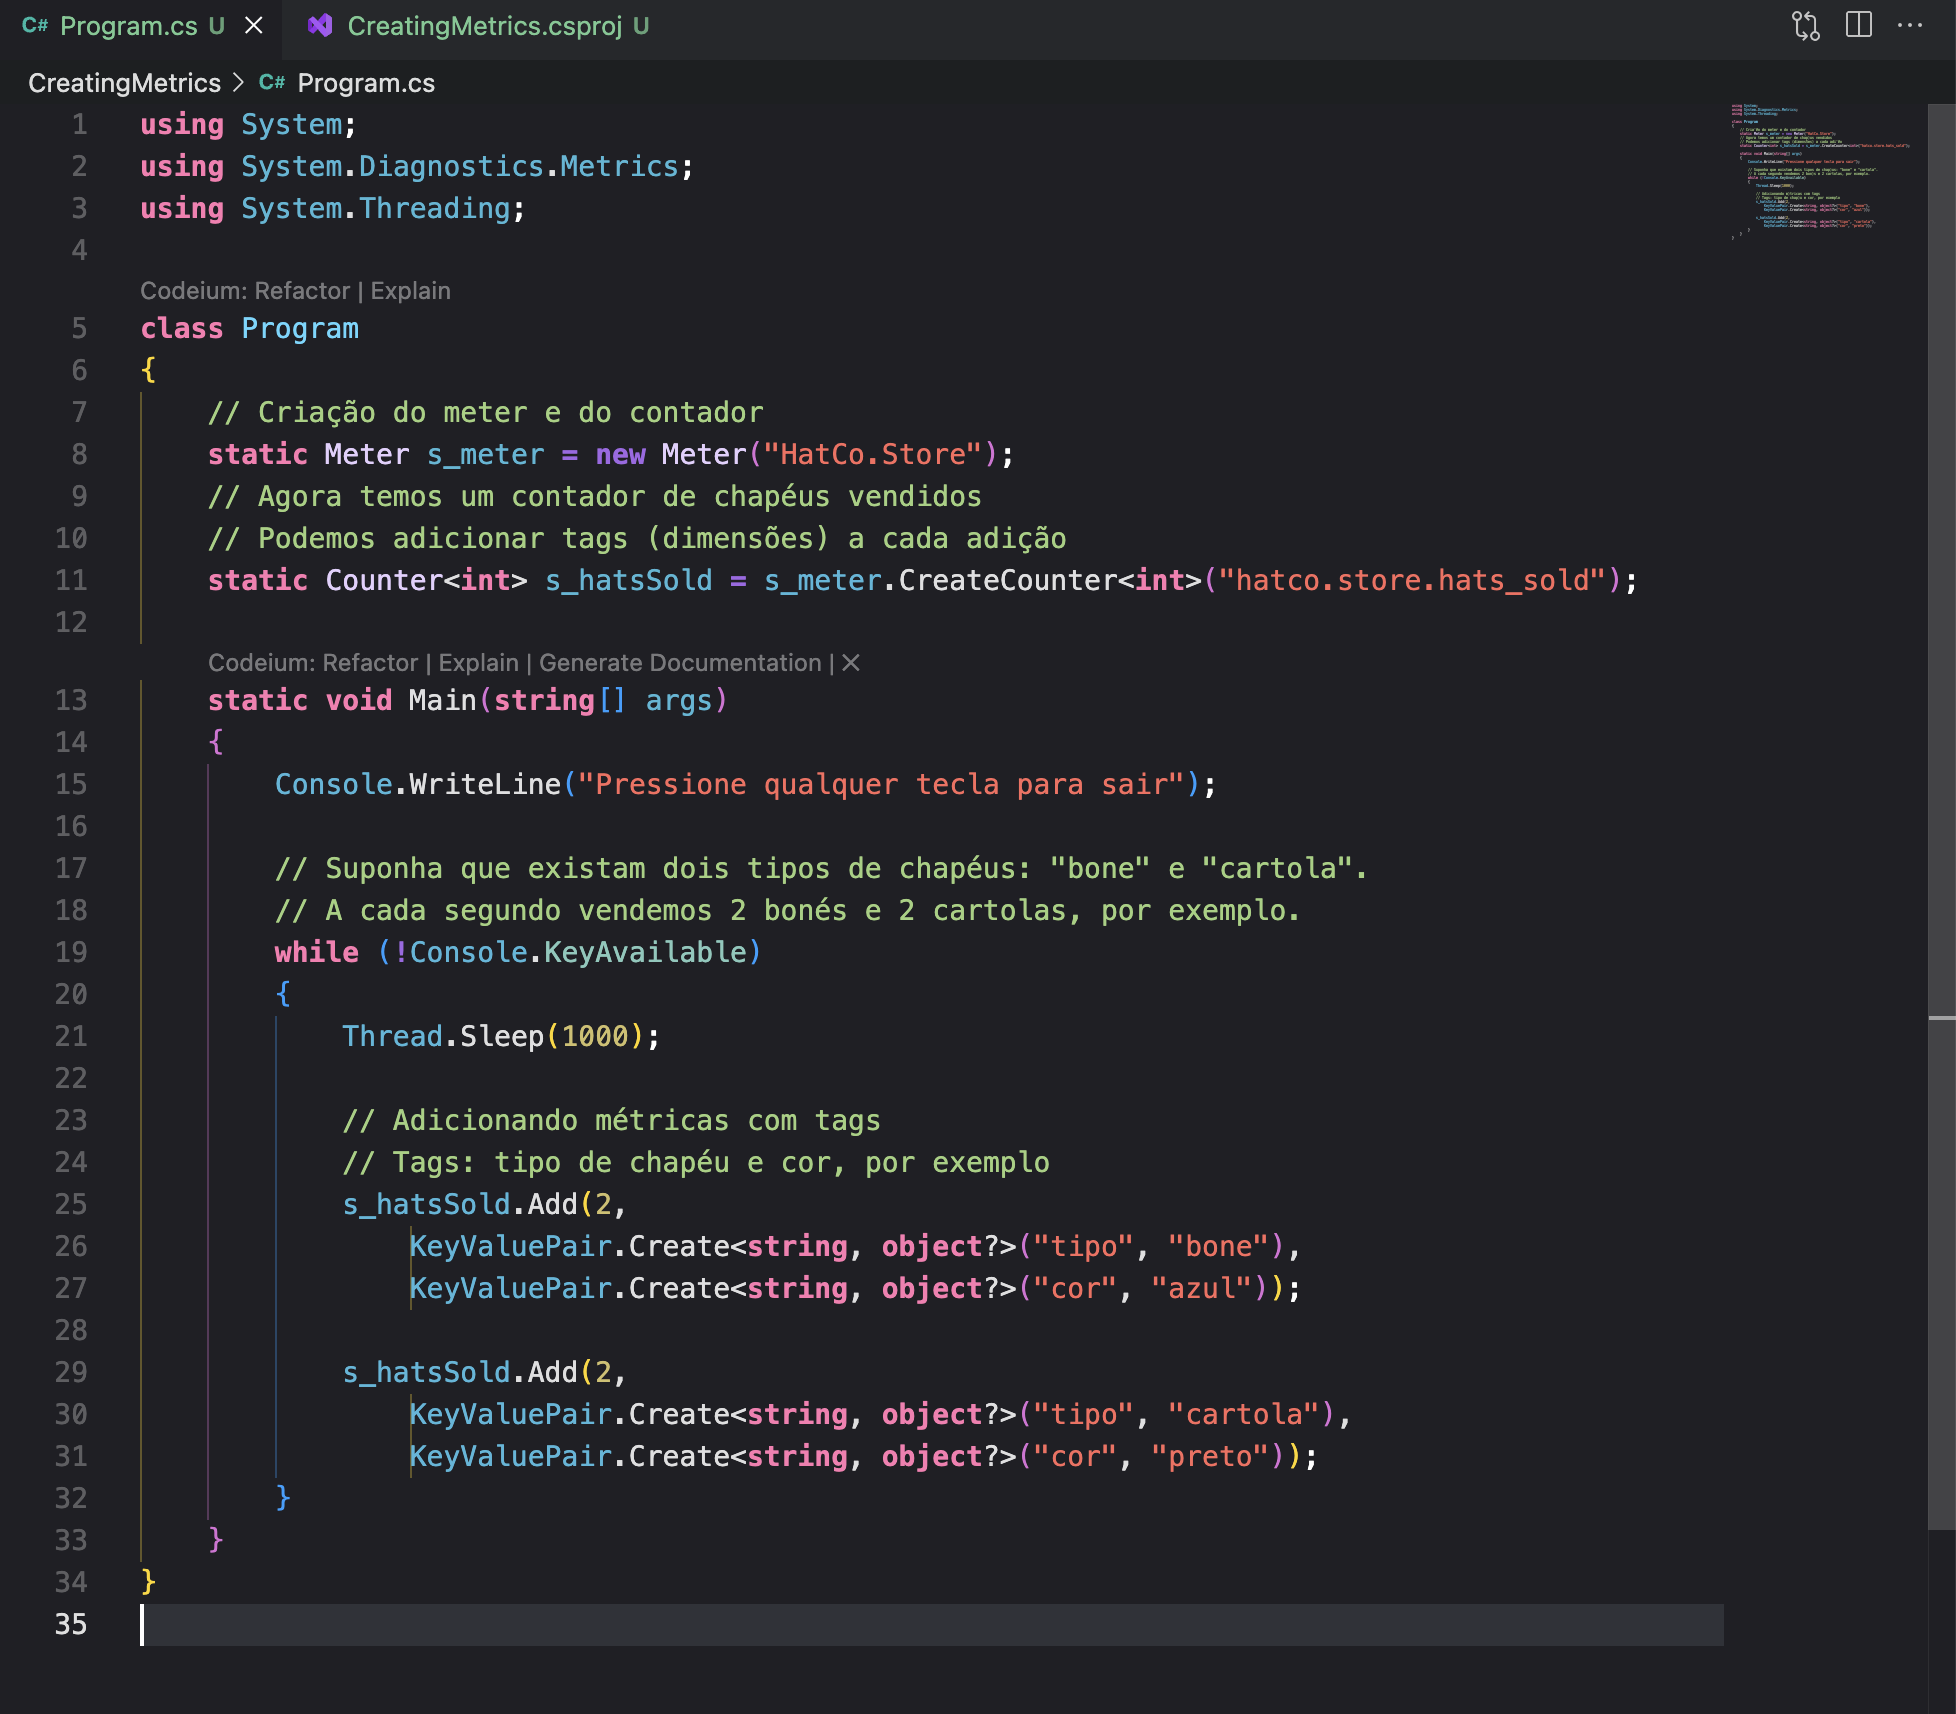 C# Program.cs U × CreatingMetrics.csproj U
CreatingMetrics > C# Program.cs
1 using System;
2 using System.Diagnostics.Metrics;
3 using System.Threading;
4
Codeium: Refactor | Explain
5 class Program
6 {
7     // Criação do meter e do contador
8     static Meter s_meter = new Meter("HatCo.Store");
9     // Agora temos um contador de chapéus vendidos
10     // Podemos adicionar tags (dimensões) a cada adição
11     static Counter<int> s_hatsSold = s_meter.CreateCounter<int>("hatco.store.hats_sold");
12
Codeium: Refactor | Explain | Generate Documentation | ×
13     static void Main(string[] args)
14     {
15         Console.WriteLine("Pressione qualquer tecla para sair");
16
17         // Suponha que existam dois tipos de chapéus: "bone" e "cartola".
18         // A cada segundo vendemos 2 bonés e 2 cartolas, por exemplo.
19         while (!Console.KeyAvailable)
20         {
21             Thread.Sleep(1000);
22
23             // Adicionando métricas com tags
24             // Tags: tipo de chapéu e cor, por exemplo
25             s_hatsSold.Add(2,
26                 KeyValuePair.Create<string, object?>("tipo", "bone"),
27                 KeyValuePair.Create<string, object?>("cor", "azul"));
28
29             s_hatsSold.Add(2,
30                 KeyValuePair.Create<string, object?>("tipo", "cartola"),
31                 KeyValuePair.Create<string, object?>("cor", "preto"));
32         }
33     }
34 }
35